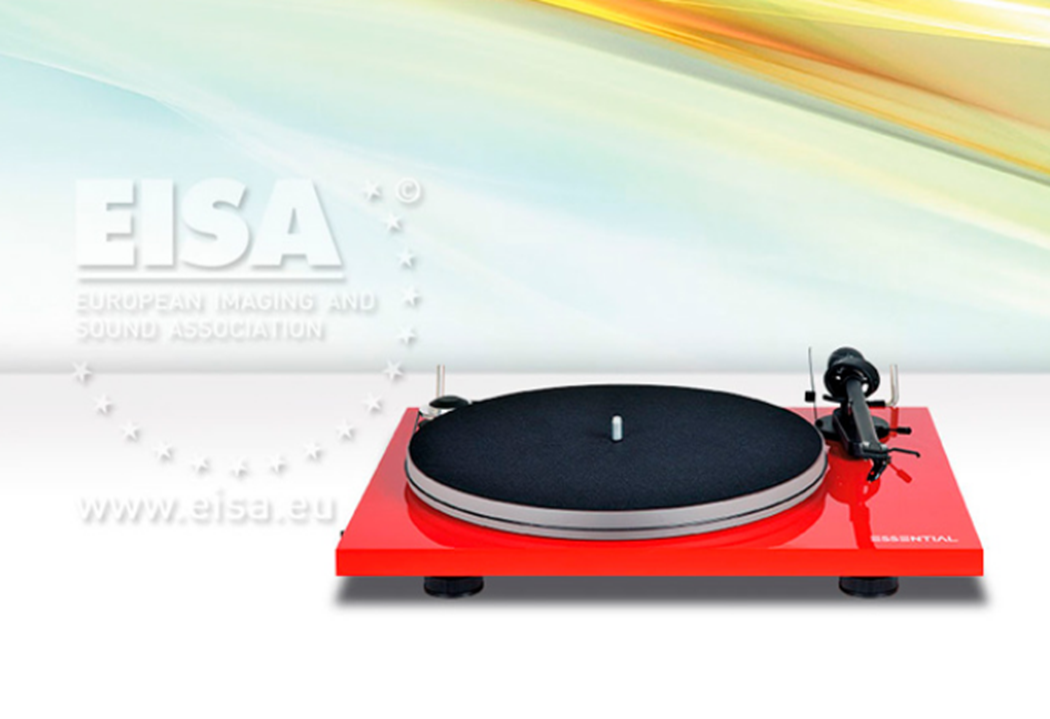 EISA ©
EUROPEAN IMAGING AND
SOUND ASSOCIATION
www.eisa.eu
ESSENTIAL